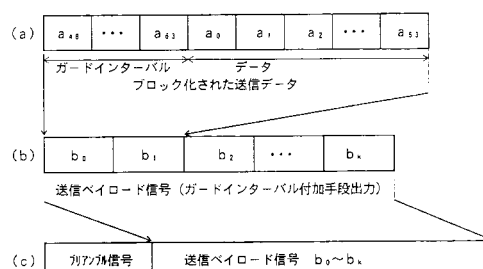 (a) a₄₈ ••• a₆₃ a₀ a₁ a₂ ••• a₅₃
ガードインターバル データ
ブロック化された送信データ
(b) b₀ b₁ b₂ ••• bₖ
送信ペイロード信号(ガードインターバル付加手段出力)
(c) プリアンブル信号 送信ペイロード信号 b₀～bₖ